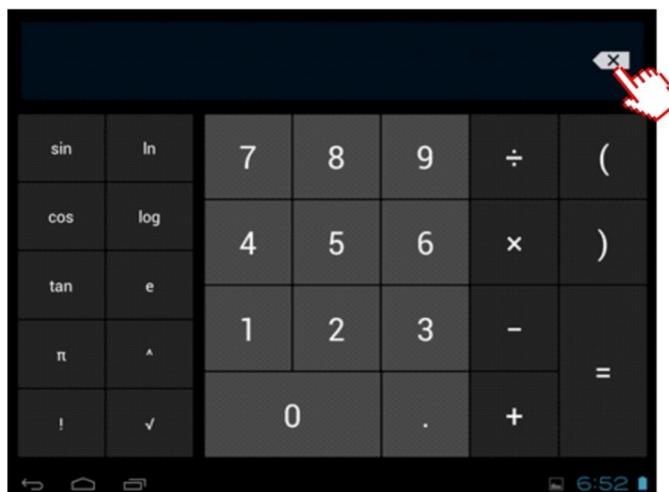 sin ln 7 8 9 ÷ (
cos log 4 5 6 × )
tan e 1 2 3 −
π ^ =
! √ 0 . +
6:52